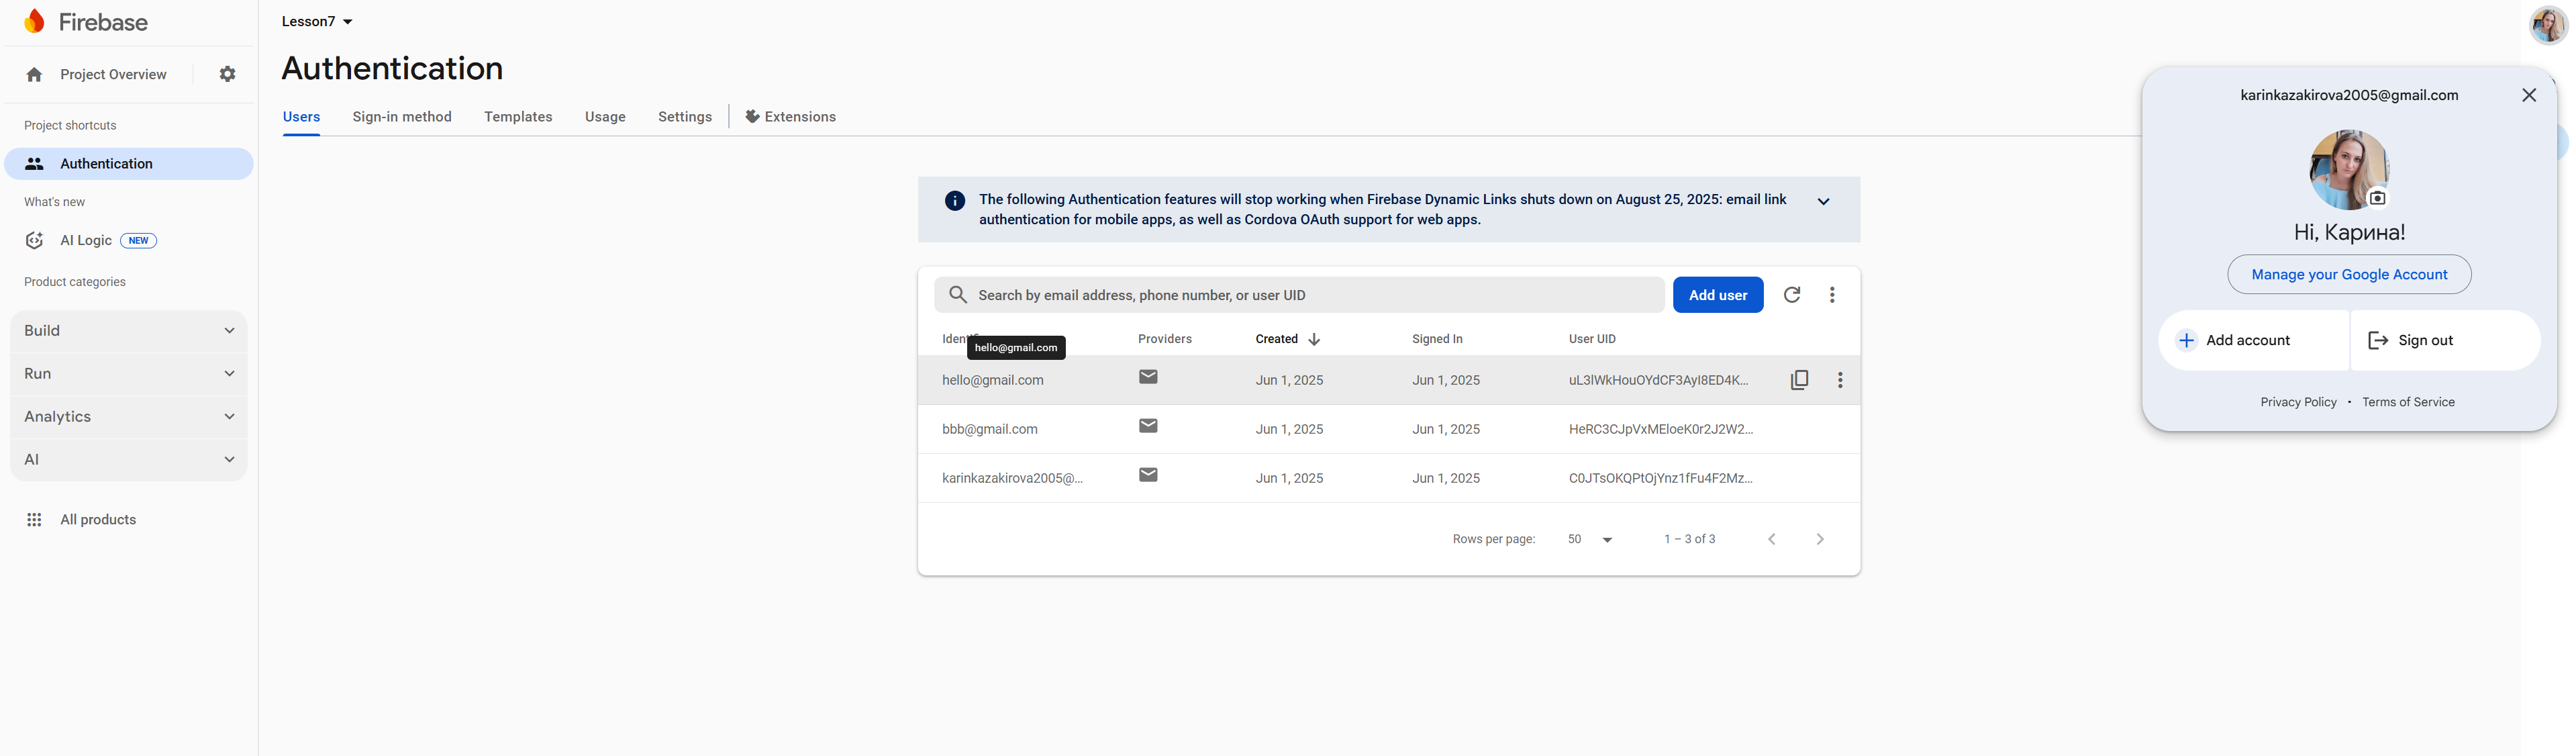 Firebase
Project Overview
Project shortcuts
Authentication
What's new
AI Logic NEW
Product categories
Build
Run
Analytics
AI
All products
Lesson7
Authentication
Users Sign-in method Templates Usage Settings Extensions
The following Authentication features will stop working when Firebase Dynamic Links shuts down on August 25, 2025: email link
authentication for mobile apps, as well as Cordova OAuth support for web apps.
Search by email address, phone number, or user UID Add user
Providers Created Signed In User UID
hello@gmail.com
hello@gmail.com Jun 1, 2025 Jun 1, 2025 uL3lWkHouOYdCF3AyI8ED4K...
bbb@gmail.com Jun 1, 2025 Jun 1, 2025 HeRC3CJpVxMEloeK0r2J2W2...
karinkazakirova2005@... Jun 1, 2025 Jun 1, 2025 C0JTsOKQPtOjYnz1fFu4F2Mz...
Rows per page: 50 1 – 3 of 3
karinkazakirova2005@gmail.com
Hi, Карина!
Manage your Google Account
Add account Sign out
Privacy Policy • Terms of Service